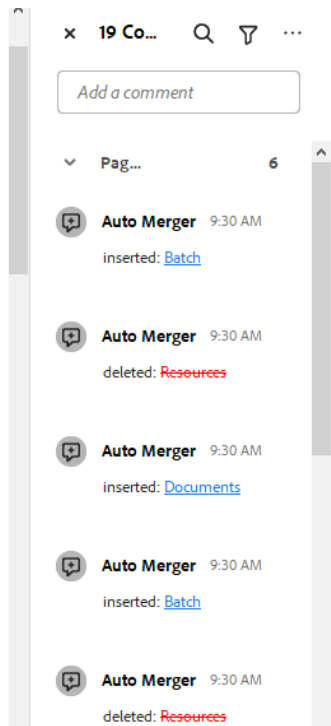 × 19 Co... ...
Add a comment
Pag... 6
Auto Merger 9:30 AM
inserted: Batch
Auto Merger 9:30 AM
deleted: Resources
Auto Merger 9:30 AM
inserted: Documents
Auto Merger 9:30 AM
inserted: Batch
Auto Merger 9:30 AM
deleted: Resources